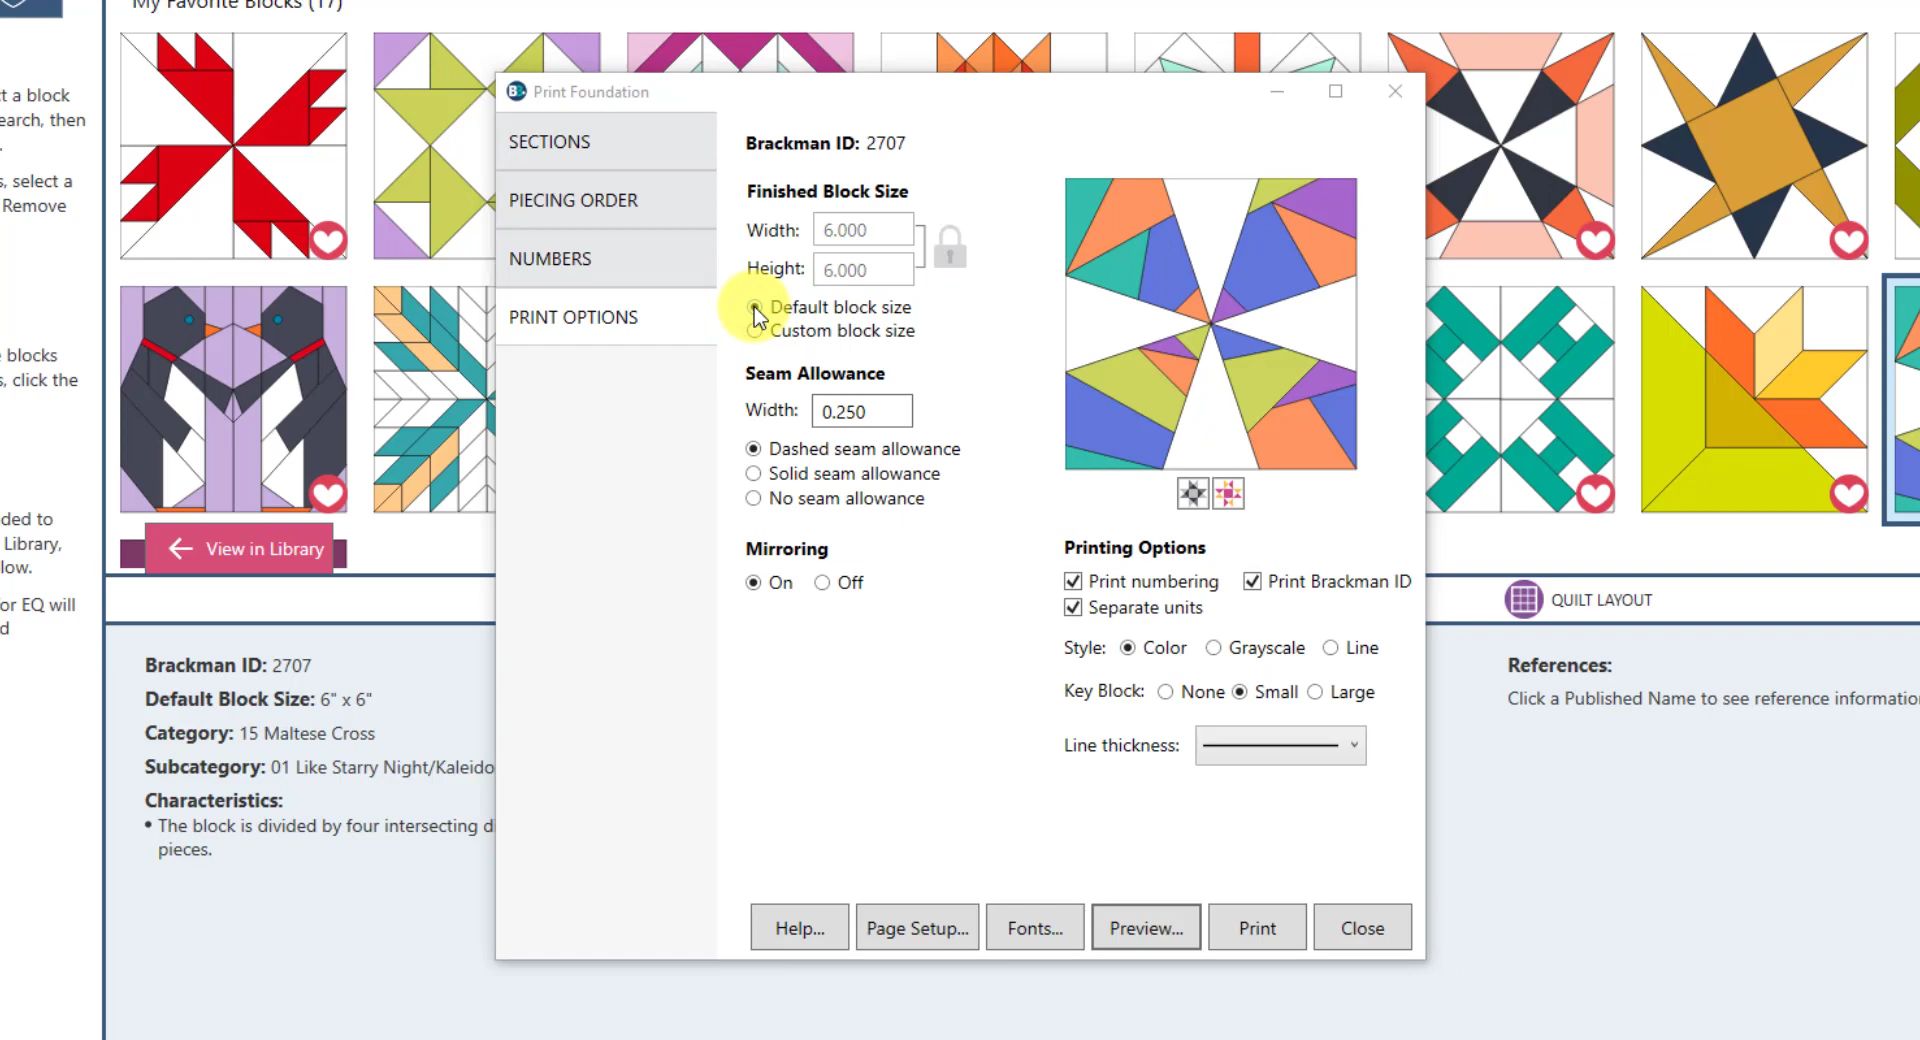 My Favorite Blocks (17)
t a block
earch, then
s, select a
Remove
e blocks
s, click the
ded to
Library,
low.
or EQ will
d
View in Library
Print Foundation
SECTIONS
PIECING ORDER
NUMBERS
PRINT OPTIONS
Brackman ID: 2707
Finished Block Size
Width: 6.000
Height: 6.000
Default block size
Custom block size
Seam Allowance
Width: 0.250
Dashed seam allowance
Solid seam allowance
No seam allowance
Mirroring
On Off
Printing Options
Print numbering Print Brackman ID
Separate units
Style: Color Grayscale Line
Key Block: None Small Large
Line thickness:
Help... Page Setup... Fonts... Preview... Print Close
QUILT LAYOUT
Brackman ID: 2707
Default Block Size: 6" x 6"
Category: 15 Maltese Cross
Subcategory: 01 Like Starry Night/Kaleido
Characteristics:
• The block is divided by four intersecting d
pieces.
References:
Click a Published Name to see reference informatio